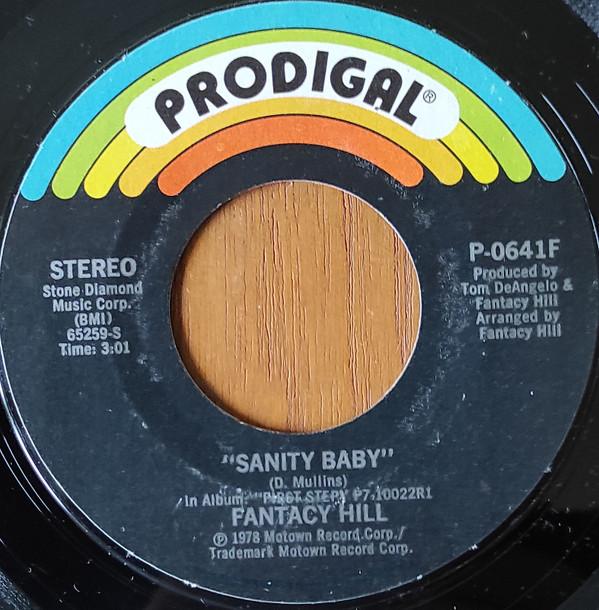 PRODIGAL®
STEREO
Stone Diamond
Music Corp.
(BMI)
65259-S
Time: 3:01
P-0641F
Produced by
Tom DeAngelo &
Fantacy Hill
Arranged by
Fantacy Hill
"SANITY BABY"
(D. Mullins)
In Album: "FIRST STEP" P7-10022R1
FANTACY HILL
℗ 1978 Motown Record Corp./
Trademark Motown Record Corp.